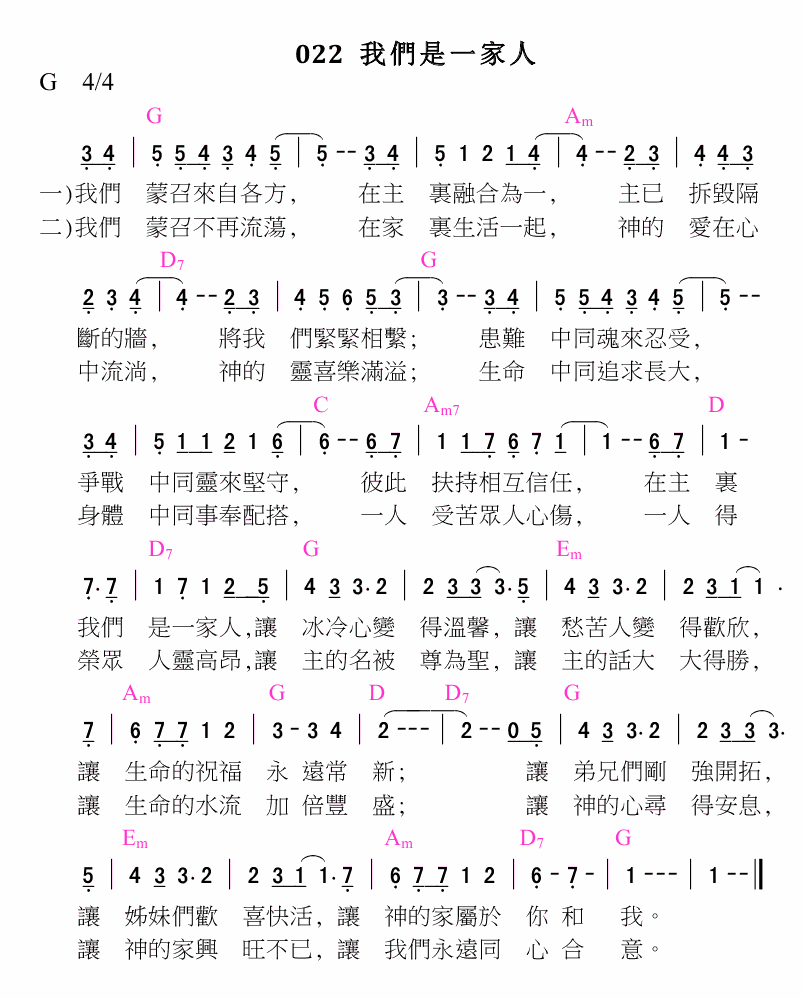 022 我們是一家人
G 4/4
G Am
3 4 | 5 5 4 3 4 5 | 5 - - 3 4 | 5 1 2 1 4 | 4 - - 2 3 | 4 4 3
一)我們 蒙召來自各方, 在主 裏融合為一, 主已 拆毀隔
二)我們 蒙召不再流蕩, 在家 裏生活一起, 神的 愛在心
D7 G
2 3 4 | 4 - - 2 3 | 4 5 6 5 3 | 3 - - 3 4 | 5 5 4 3 4 5 | 5 - -
斷的牆, 將我 們緊緊相繫; 患難 中同魂來忍受,
中流淌, 神的 靈喜樂滿溢; 生命 中同追求長大,
C Am7 D
3 4 | 5 1 1 2 1 6 | 6 - - 6 7 | 1 1 7 6 7 1 | 1 - - 6 7 | 1 -
爭戰 中同靈來堅守, 彼此 扶持相互信任, 在主 裏
身體 中同事奉配搭, 一人 受苦眾人心傷, 一人 得
D7 G Em
7. 7 | 1 7 1 2 5 | 4 3 3. 2 | 2 3 3 3. 5 | 4 3 3. 2 | 2 3 1 1 .
我們 是一家人,讓 冰冷心變 得溫馨, 讓 愁苦人變 得歡欣,
榮眾 人靈高昂,讓 主的名被 尊為聖, 讓 主的話大 大得勝,
Am G D D7 G
7 | 6 7 7 1 2 | 3 - 3 4 | 2 - - - | 2 - - 0 5 | 4 3 3. 2 | 2 3 3 3.
讓 生命的祝福 永 遠常 新; 讓 弟兄們剛 強開拓,
讓 生命的水流 加 倍豐 盛; 讓 神的心尋 得安息,
Em Am D7 G
5 | 4 3 3. 2 | 2 3 1 1. 7 | 6 7 7 1 2 | 6 - 7 - | 1 - - - | 1 - - ‖
讓 姊妹們歡 喜快活, 讓 神的家屬於 你 和 我。
讓 神的家興 旺不已, 讓 我們永遠同 心 合 意。